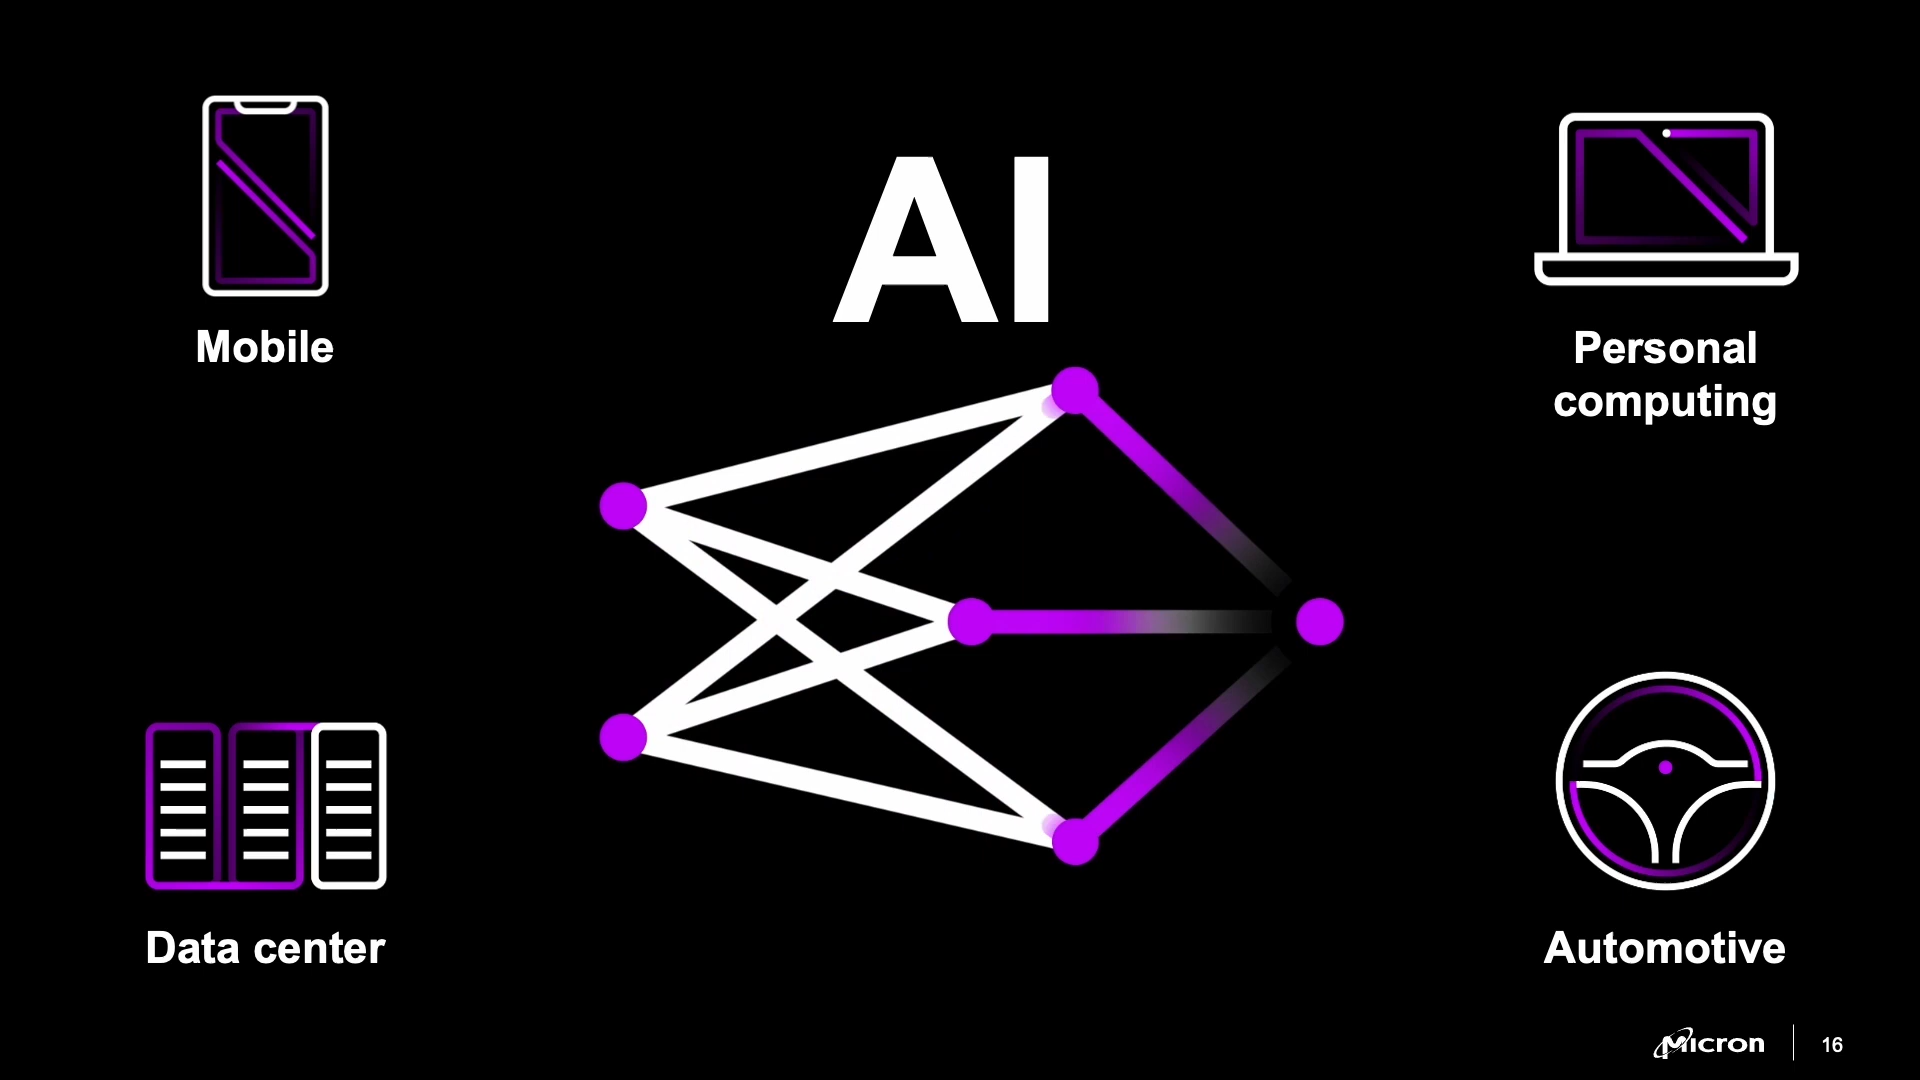 AI
Mobile
Personal
computing
Data center
Automotive
Micron
16